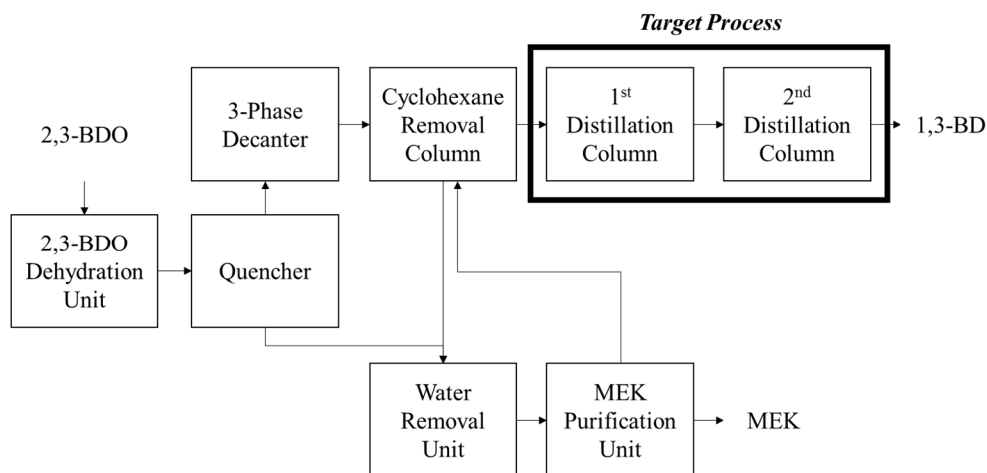 Target Process
2,3-BDO
3-Phase
Decanter
Cyclohexane
Removal
Column
1st
Distillation
Column
2nd
Distillation
Column
1,3-BD
2,3-BDO
Dehydration
Unit
Quencher
Water
Removal
Unit
MEK
Purification
Unit
MEK